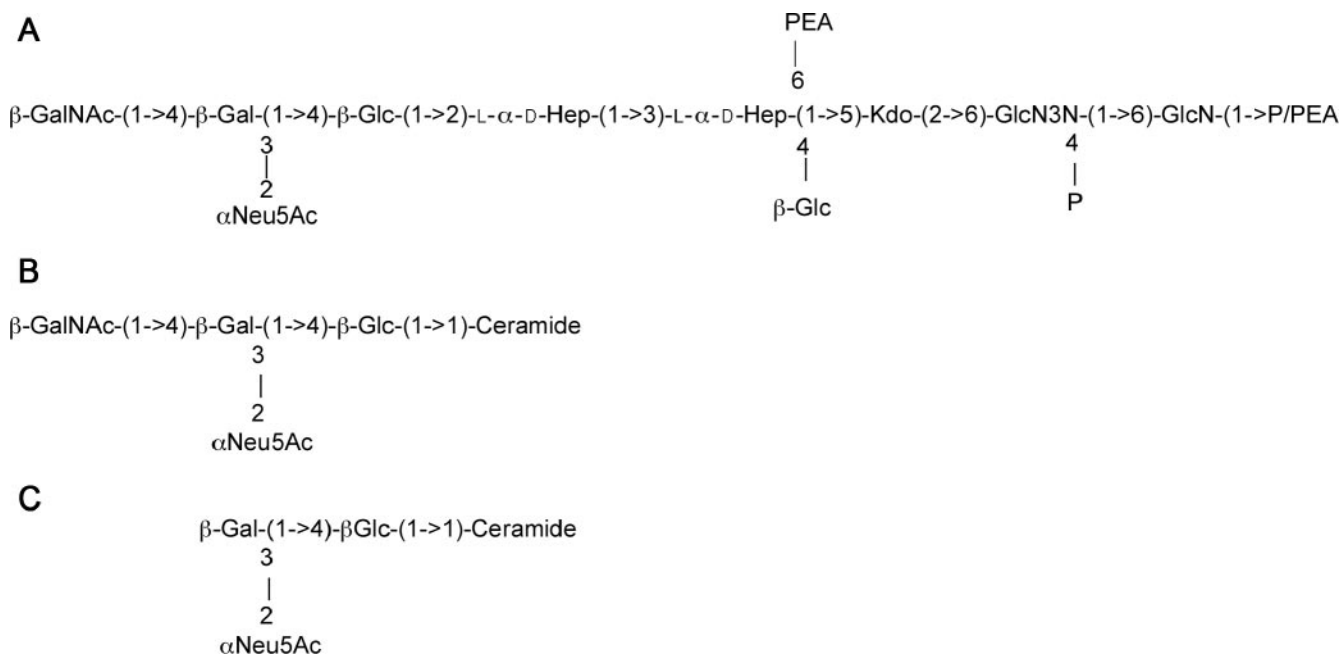 A
PEA
|
6
β-GalNAc-(1->4)-β-Gal-(1->4)-β-Glc-(1->2)-L-α-D-Hep-(1->3)-L-α-D-Hep-(1->5)-Kdo-(2->6)-GlcN3N-(1->6)-GlcN-(1->P/PEA
3 4 4
| | |
2 β-Glc P
αNeu5Ac
B
β-GalNAc-(1->4)-β-Gal-(1->4)-β-Glc-(1->1)-Ceramide
3
|
2
αNeu5Ac
C
β-Gal-(1->4)-βGlc-(1->1)-Ceramide
3
|
2
αNeu5Ac